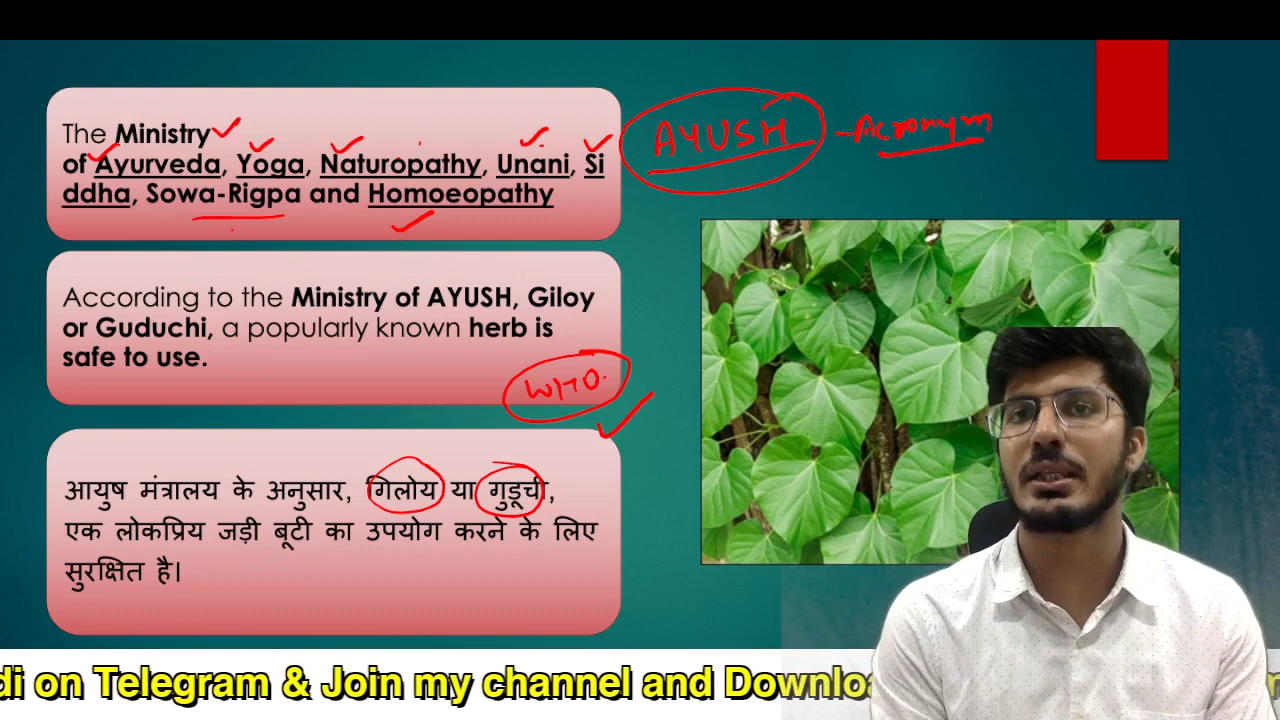 The Ministry
of Ayurveda, Yoga, Naturopathy, Unani, Si
ddha, Sowa-Rigpa and Homoeopathy
AYUSH - Acronym
According to the Ministry of AYUSH, Giloy
or Guduchi, a popularly known herb is
safe to use.
WHO
आयुष मंत्रालय के अनुसार, गिलोय या गुडूची,
एक लोकप्रिय जड़ी बूटी का उपयोग करने के लिए
सुरक्षित है।
di on Telegram & Join my channel and Downloa